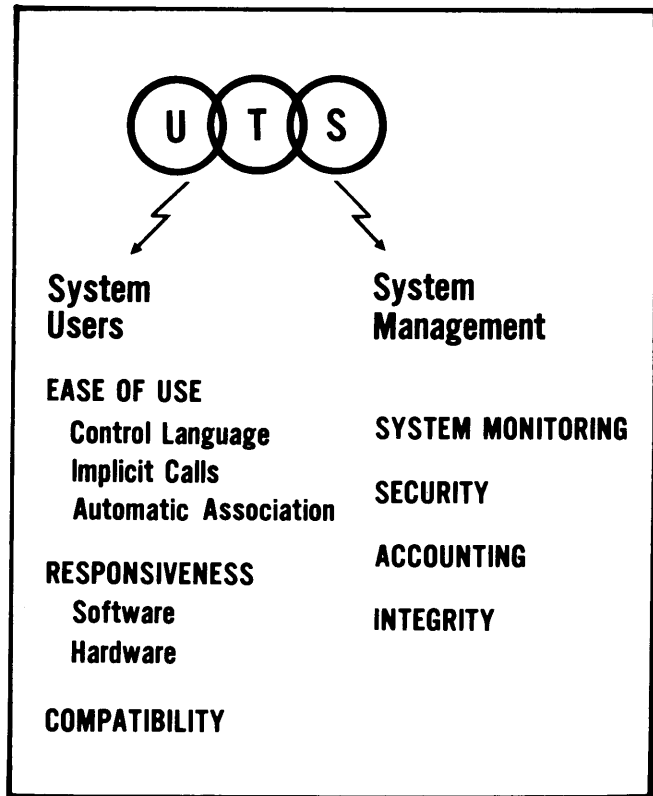 U T S
System
Users
EASE OF USE
Control Language
Implicit Calls
Automatic Association
RESPONSIVENESS
Software
Hardware
COMPATIBILITY
System
Management
SYSTEM MONITORING
SECURITY
ACCOUNTING
INTEGRITY